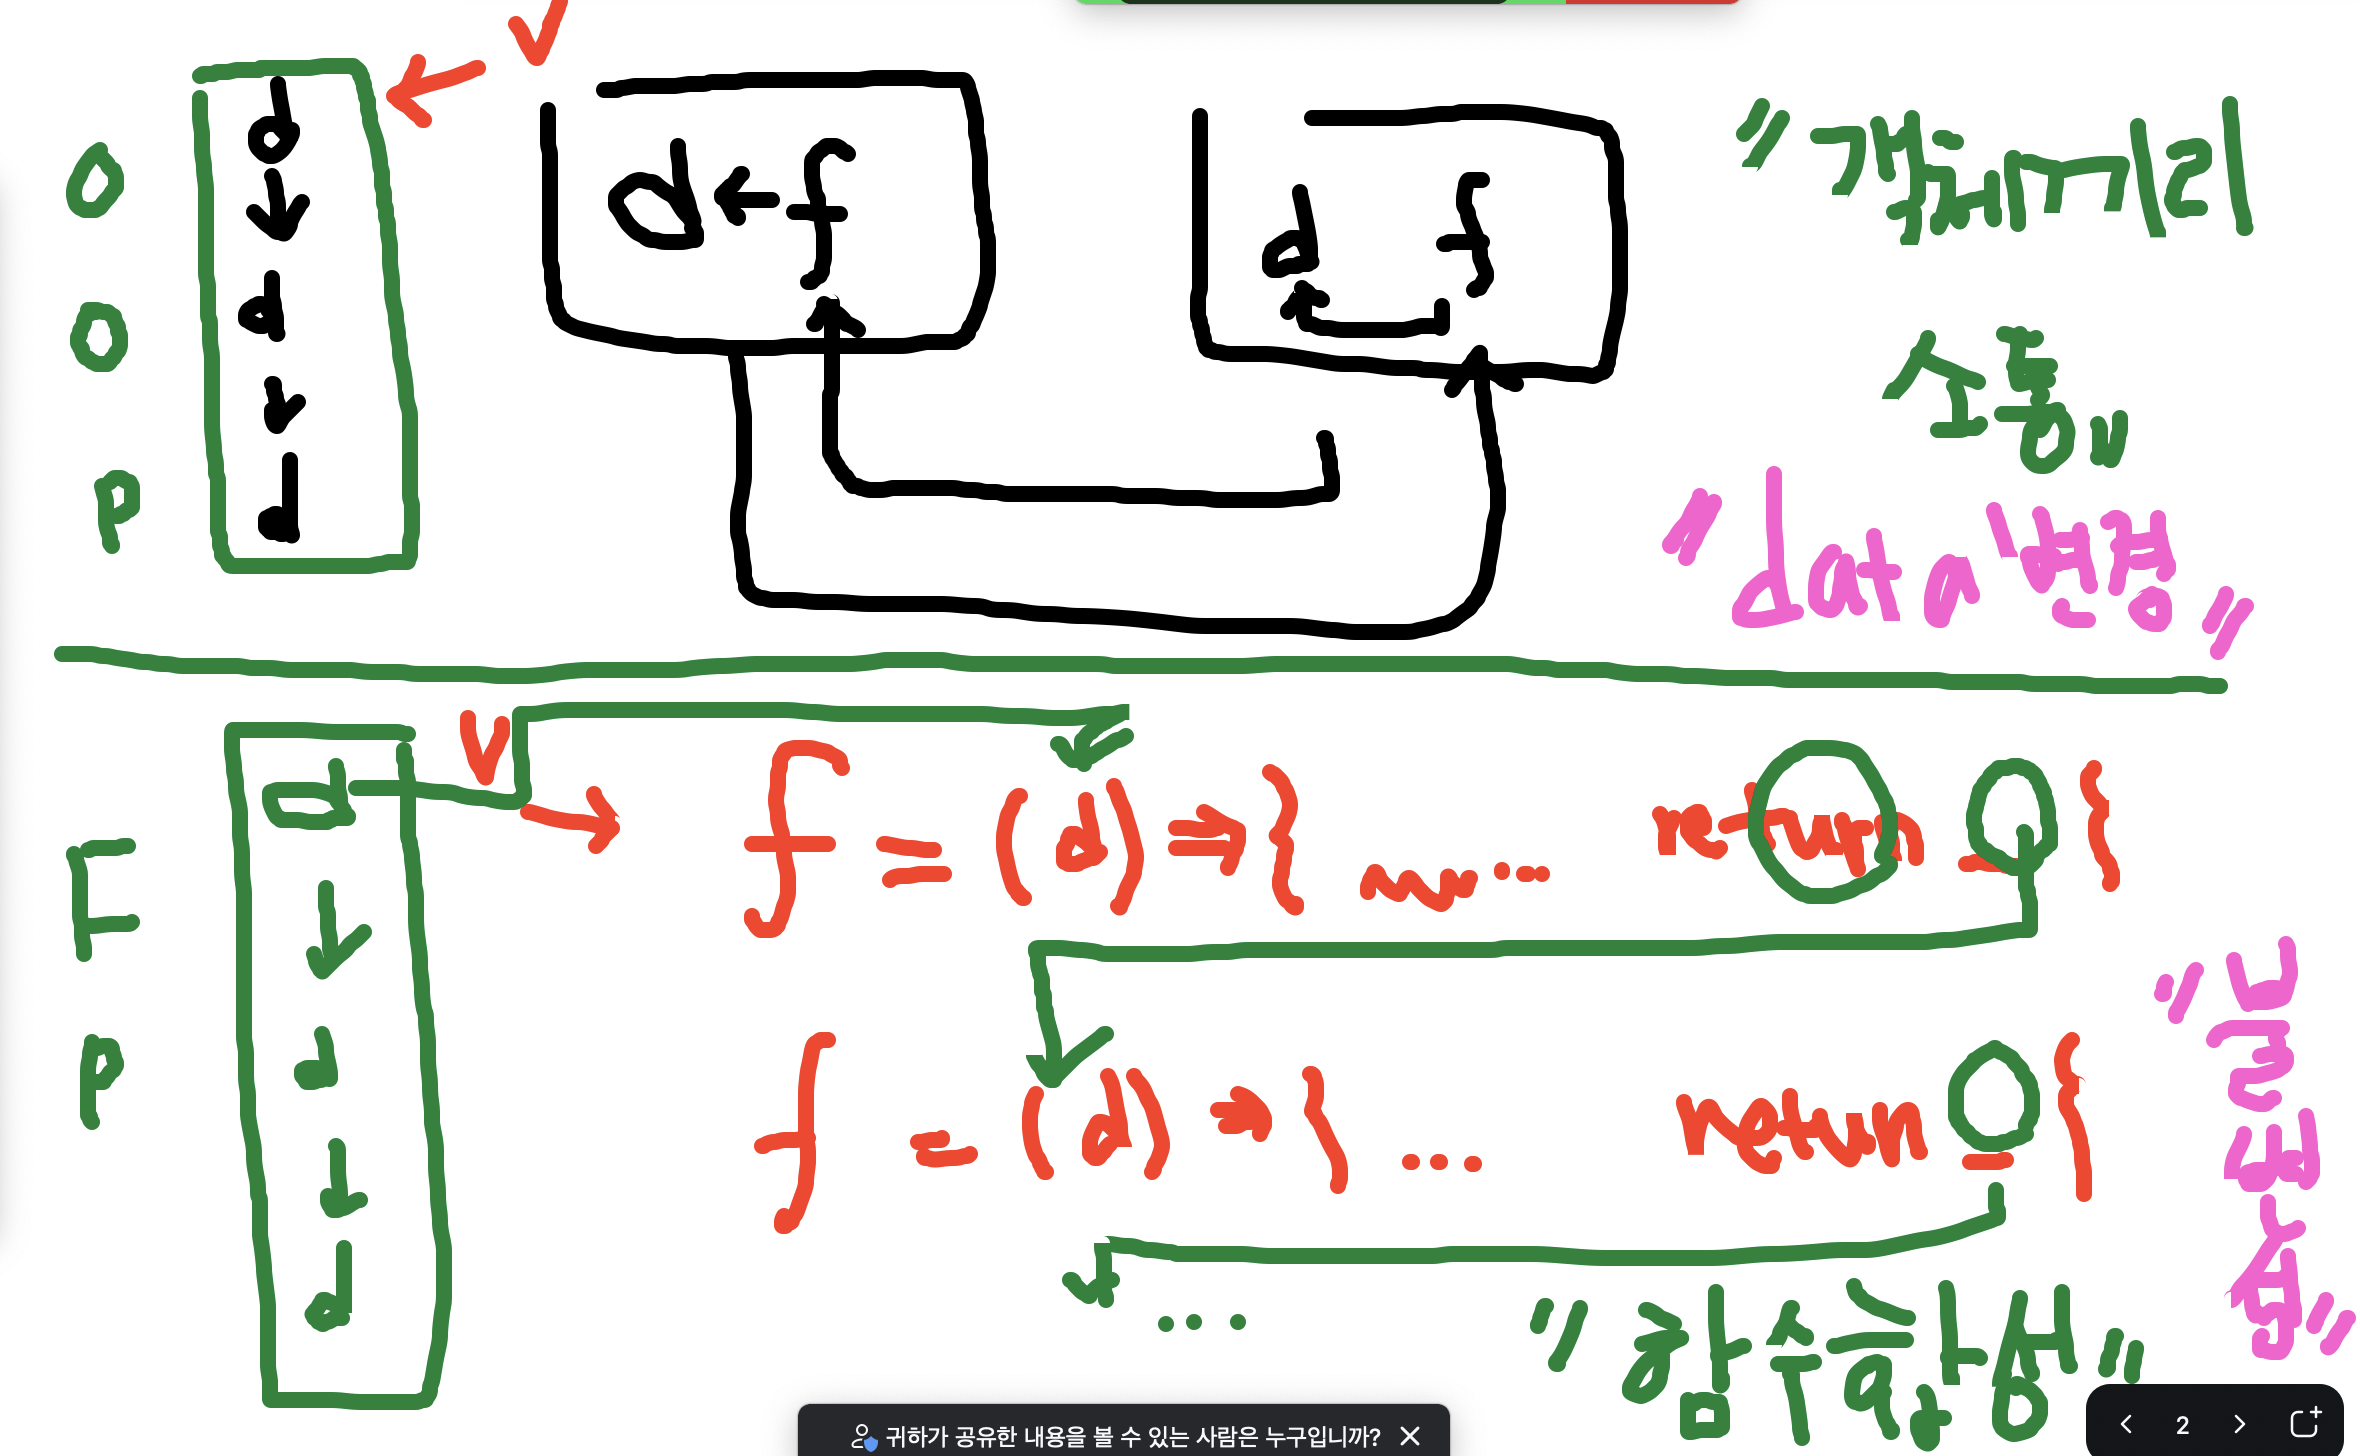 O
O
P
d
d
d
d ← f
d f
"객체끼리
소통"
"data 변경"
F
P
d
d
d
f = (d) ⇒ { ... return O }
f = (d) ⇒ { ... return O }
...
"불변성"
"함수합성"
귀하가 공유한 내용을 볼 수 있는 사람은 누구입니까?
2